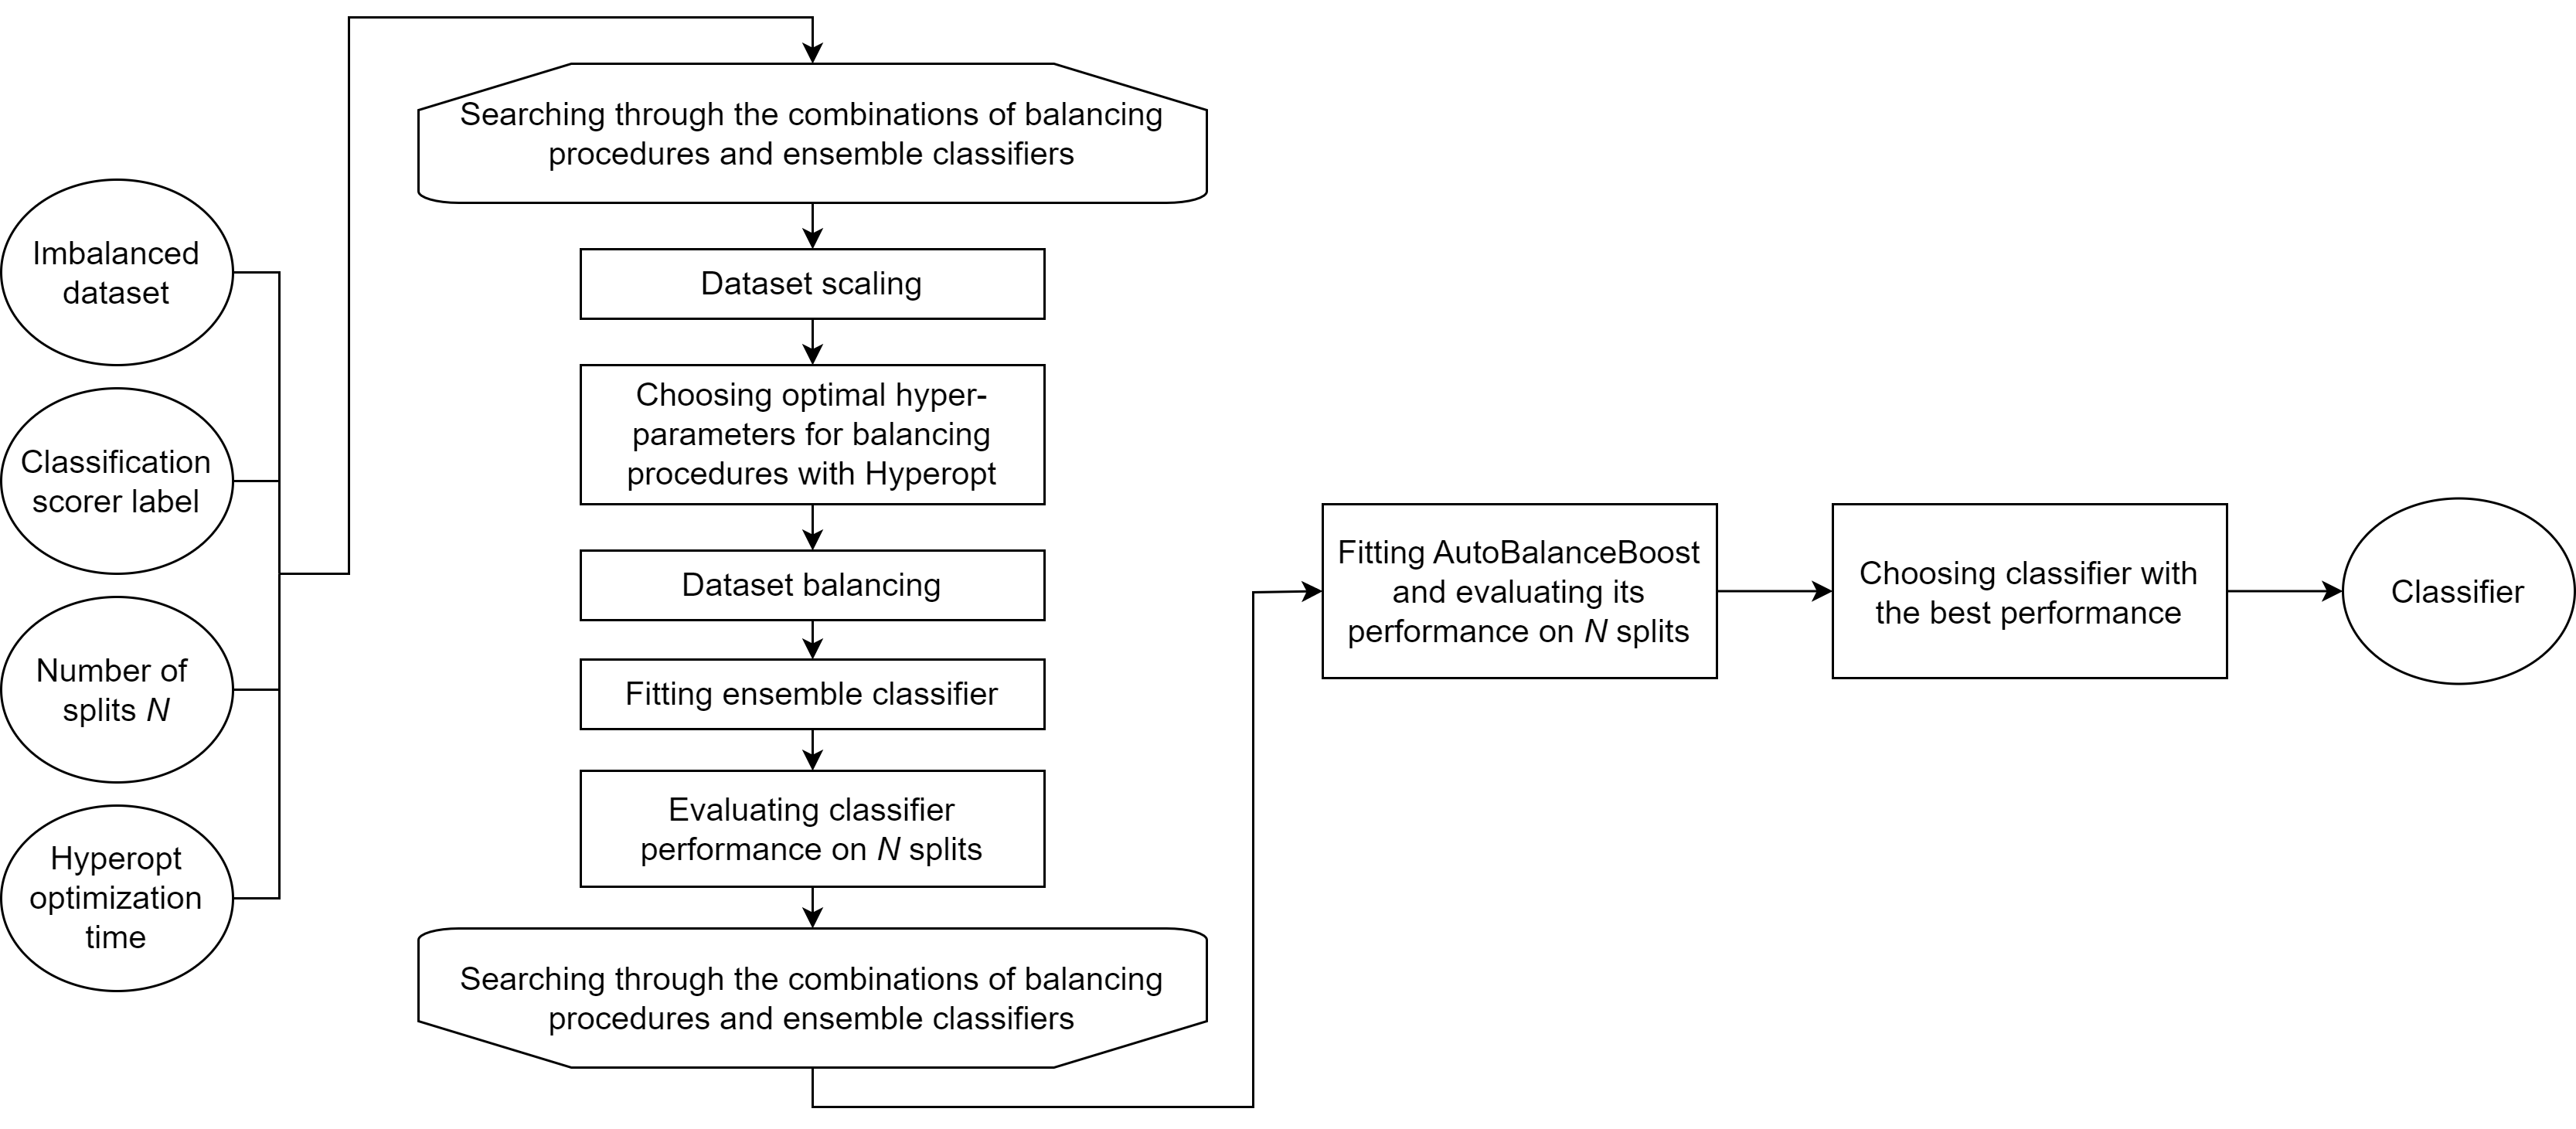 Imbalanced
dataset
Classification
scorer label
Number of
splits N
Hyperopt
optimization
time
Searching through the combinations of balancing
procedures and ensemble classifiers
Dataset scaling
Choosing optimal hyper-
parameters for balancing
procedures with Hyperopt
Dataset balancing
Fitting ensemble classifier
Evaluating classifier
performance on N splits
Searching through the combinations of balancing
procedures and ensemble classifiers
Fitting AutoBalanceBoost
and evaluating its
performance on N splits
Choosing classifier with
the best performance
Classifier